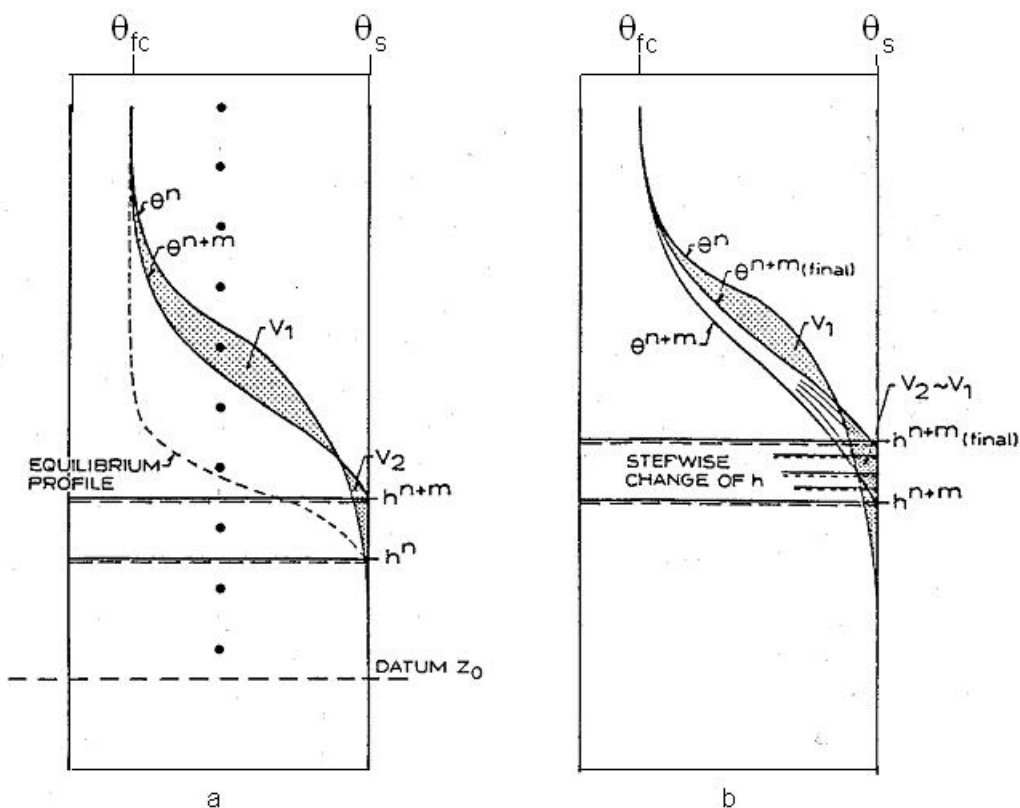 θfc θs
θⁿ
θⁿ⁺ᵐ
V₁
EQUILIBRIUM
PROFILE
V₂
hⁿ⁺ᵐ
hⁿ
DATUM Z₀
a
θfc θs
θⁿ
θⁿ⁺ᵐ(final)
V₁
θⁿ⁺ᵐ
V₂~V₁
hⁿ⁺ᵐ(final)
STEFWISE
CHANGE OF h
hⁿ⁺ᵐ
b